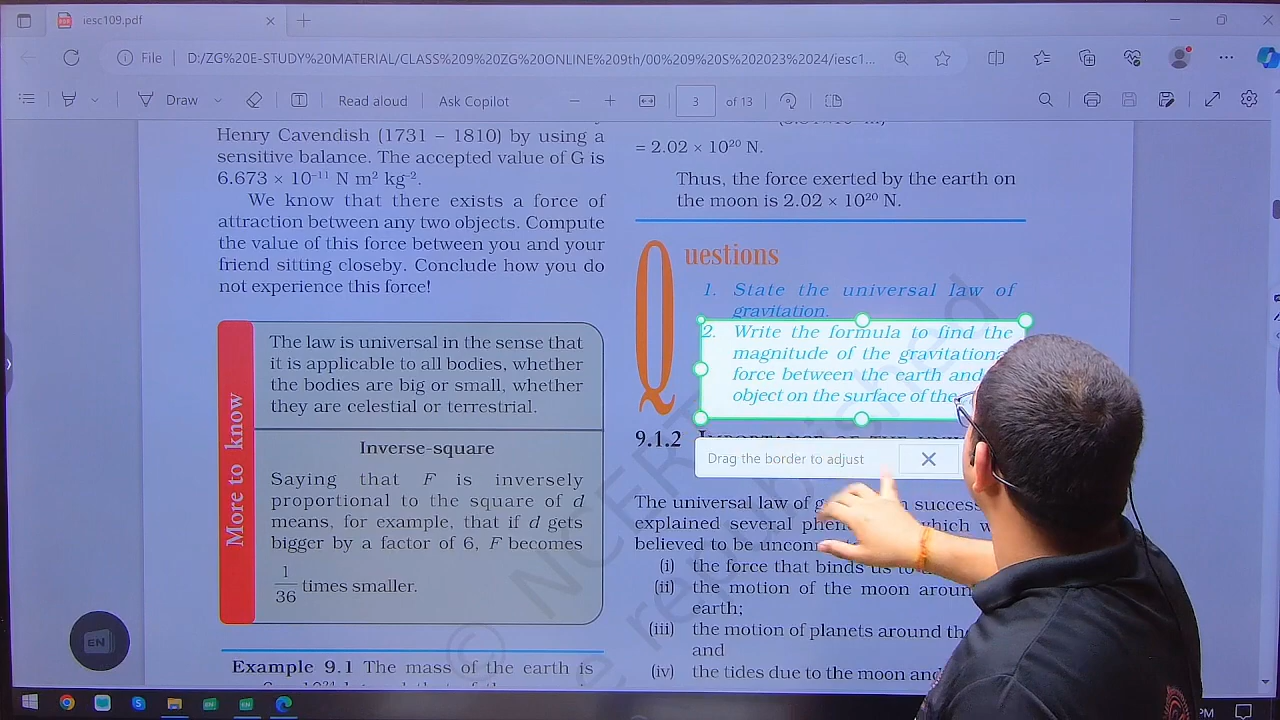 iesc109.pdf
File
D:/ZG%20E-STUDY%20MATERIAL/CLASS%209%20ZG%20ONLINE%209th/00%209%20S%202023%2024/iesc1...
Draw
Read aloud
Ask Copilot
3
of 13
Henry Cavendish (1731 – 1810) by using a
sensitive balance. The accepted value of G is
6.673 × 10⁻¹¹ N m² kg⁻².
We know that there exists a force of
attraction between any two objects. Compute
the value of this force between you and your
friend sitting closeby. Conclude how you do
not experience this force!
More to know
The law is universal in the sense that
it is applicable to all bodies, whether
the bodies are big or small, whether
they are celestial or terrestrial.
Inverse-square
Saying that F is inversely
proportional to the square of d
means, for example, that if d gets
bigger by a factor of 6, F becomes
1/36 times smaller.
Example 9.1 The mass of the earth is
= 2.02 × 10²⁰ N.
Thus, the force exerted by the earth on
the moon is 2.02 × 10²⁰ N.
Questions
1. State the universal law of
gravitation.
2. Write the formula to find the
magnitude of the gravitationa
force between the earth and
object on the surface of the
9.1.2
Drag the border to adjust
The universal law of success
explained several which
believed to be
(i) the force that binds us to
(ii) the motion of the moon around
earth;
(iii) the motion of planets around the
and
(iv) the tides due to the moon and
© NCERT
EN
PM